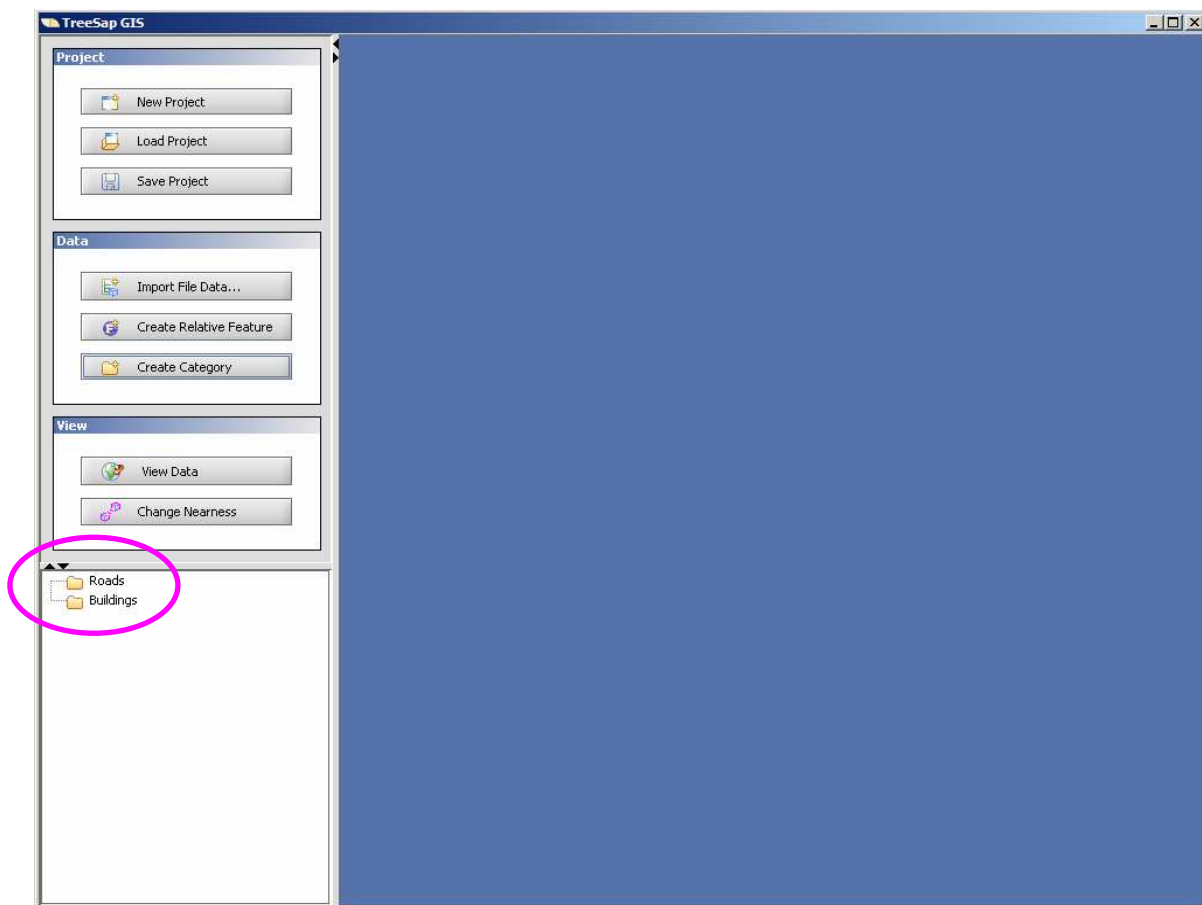 TreeSap GIS
Project
New Project
Load Project
Save Project
Data
Import File Data...
Create Relative Feature
Create Category
View
View Data
Change Nearness
Roads
Buildings